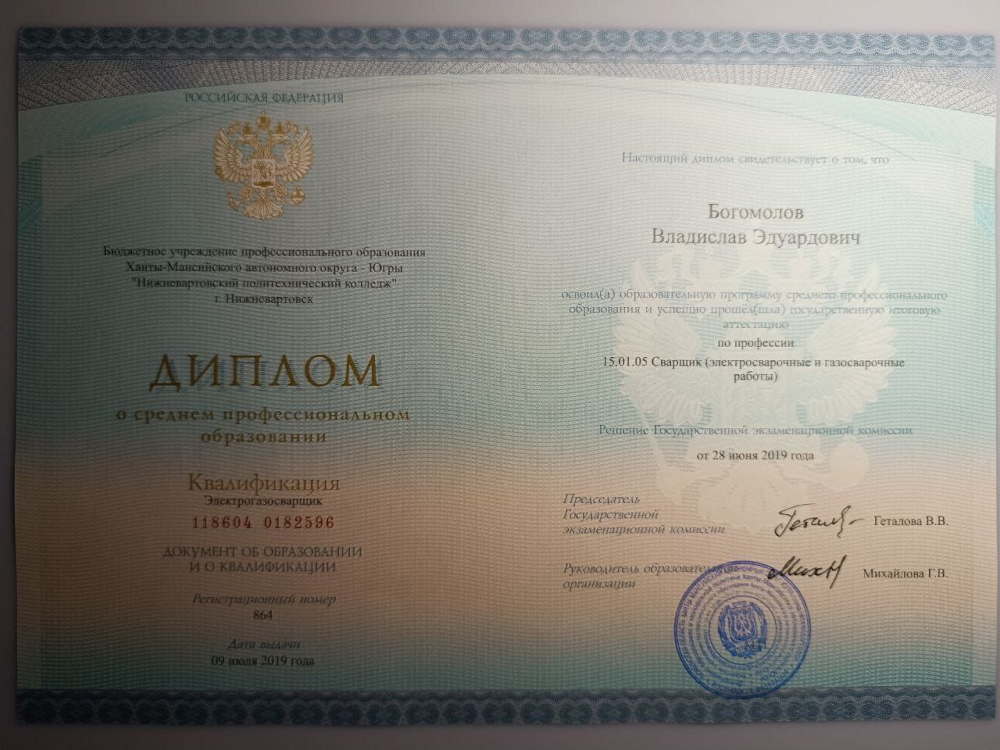 РОССИЙСКАЯ ФЕДЕРАЦИЯ
Бюджетное учреждение профессионального образования
Ханты-Мансийского автономного округа - Югры
"Нижневартовский политехнический колледж"
г. Нижневартовск
ДИПЛОМ
о среднем профессиональном
образовании
Квалификация
Электрогазосварщик
118604 0182596
ДОКУМЕНТ ОБ ОБРАЗОВАНИИ
И О КВАЛИФИКАЦИИ
Регистрационный номер
864
Дата выдачи
09 июля 2019 года
Настоящий диплом свидетельствует о том, что
Богомолов
Владислав Эдуардович
освоил(а) образовательную программу среднего профессионального
образования и успешно прошел(шла) государственную итоговую
аттестацию
по профессии
15.01.05 Сварщик (электросварочные и газосварочные
работы)
Решение Государственной экзаменационной комиссии
от 28 июня 2019 года
Председатель
Государственной
экзаменационной комиссии
Геталова В.В.
Руководитель
организации
Михайлова Г.В.